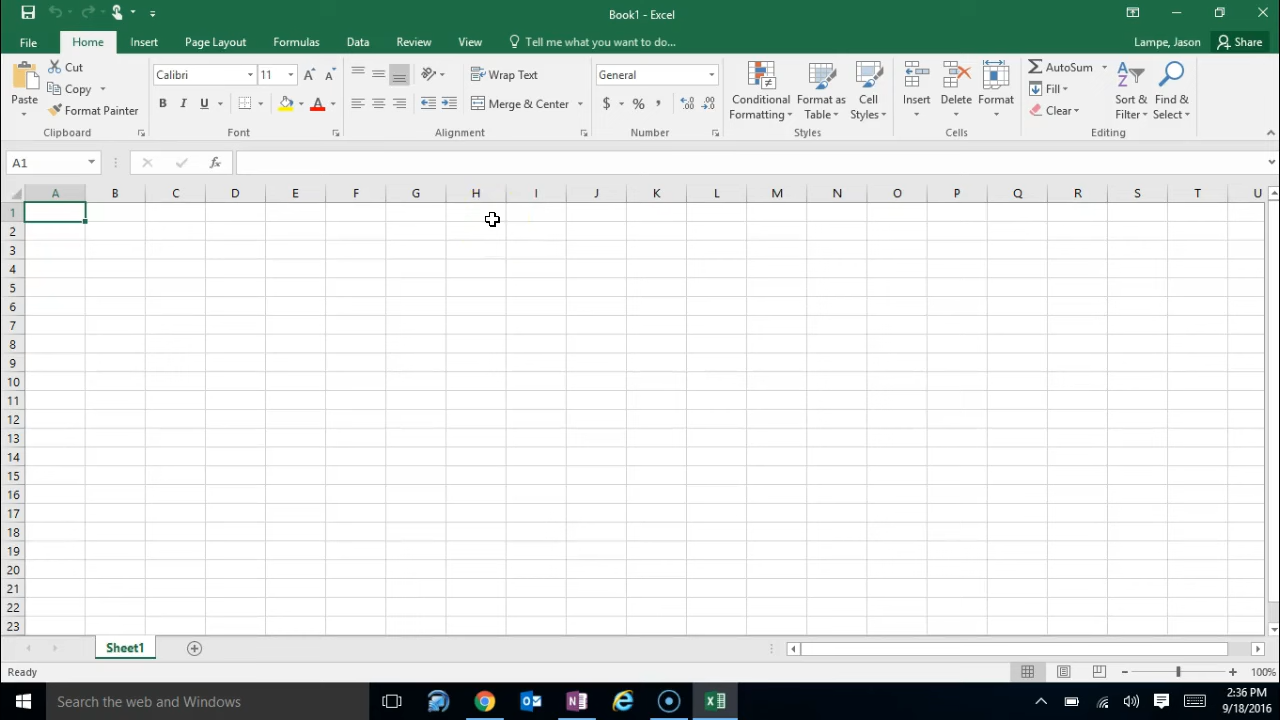 Book1 - Excel
File Home Insert Page Layout Formulas Data Review View Tell me what you want to do... Lampe, Jason Share
Paste Cut Calibri 11 Wrap Text General Conditional Formatting Format as Table Cell Styles Insert Delete Format AutoSum Sort & Filter Find & Select
Copy B I U Merge & Center $ % , Fill
Format Painter Clear
Clipboard Font Alignment Number Styles Cells Editing
A1 fx
A B C D E F G H I J K L M N O P Q R S T U
1
2
3
4
5
6
7
8
9
10
11
12
13
14
15
16
17
18
19
20
21
22
23
Sheet1
Ready 100%
Search the web and Windows 2:36 PM
9/18/2016